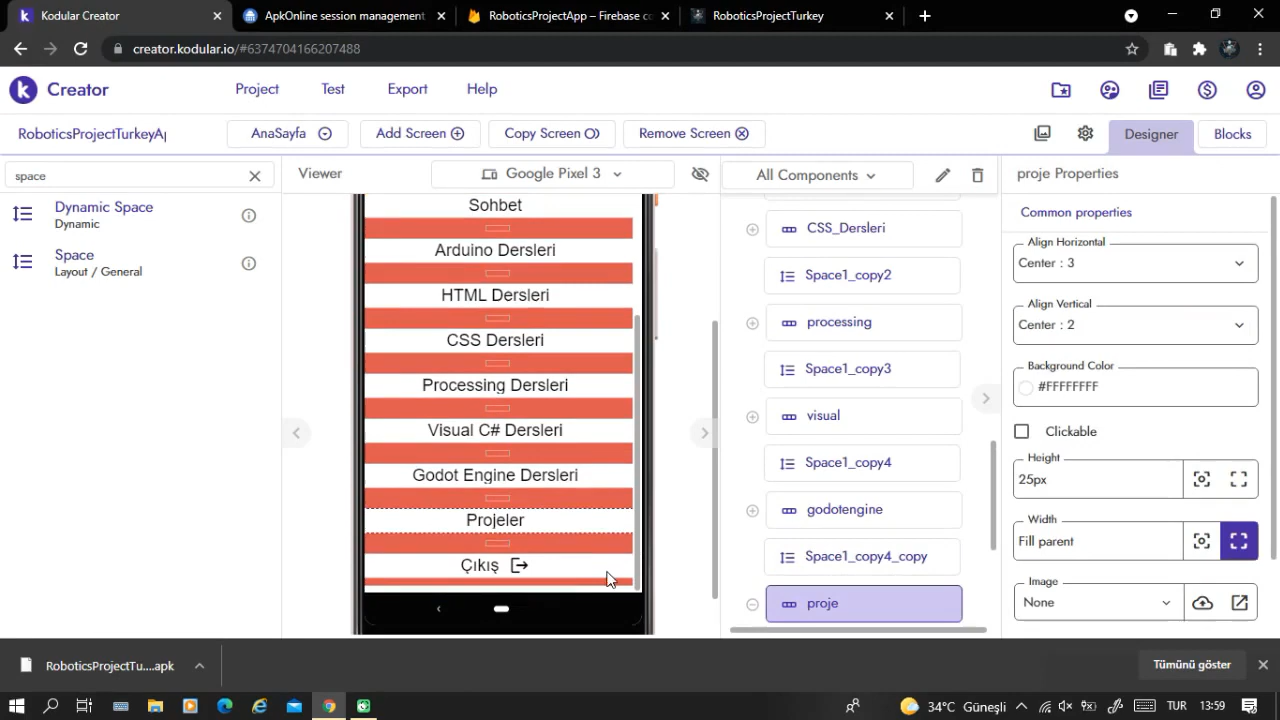 Kodular Creator
ApkOnline session management
RoboticsProjectApp – Firebase co
RoboticsProjectTurkey
creator.kodular.io/#6374704166207488
Creator
Project
Test
Export
Help
RoboticsProjectTurkeyA
AnaSayfa
Add Screen
Copy Screen
Remove Screen
Designer
Blocks
space
Viewer
Google Pixel 3
All Components
proje Properties
Dynamic Space
Dynamic
Space
Layout / General
Sohbet
Arduino Dersleri
HTML Dersleri
CSS Dersleri
Processing Dersleri
Visual C# Dersleri
Godot Engine Dersleri
Projeler
Çıkış
CSS_Dersleri
Space1_copy2
processing
Space1_copy3
visual
Space1_copy4
godotengine
Space1_copy4_copy
proje
Common properties
Align Horizontal
Center : 3
Align Vertical
Center : 2
Background Color
#FFFFFFFF
Clickable
Height
25px
Width
Fill parent
Image
None
RoboticsProjectTu....apk
Tümünü göster
34°C Güneşli
TUR
13:59